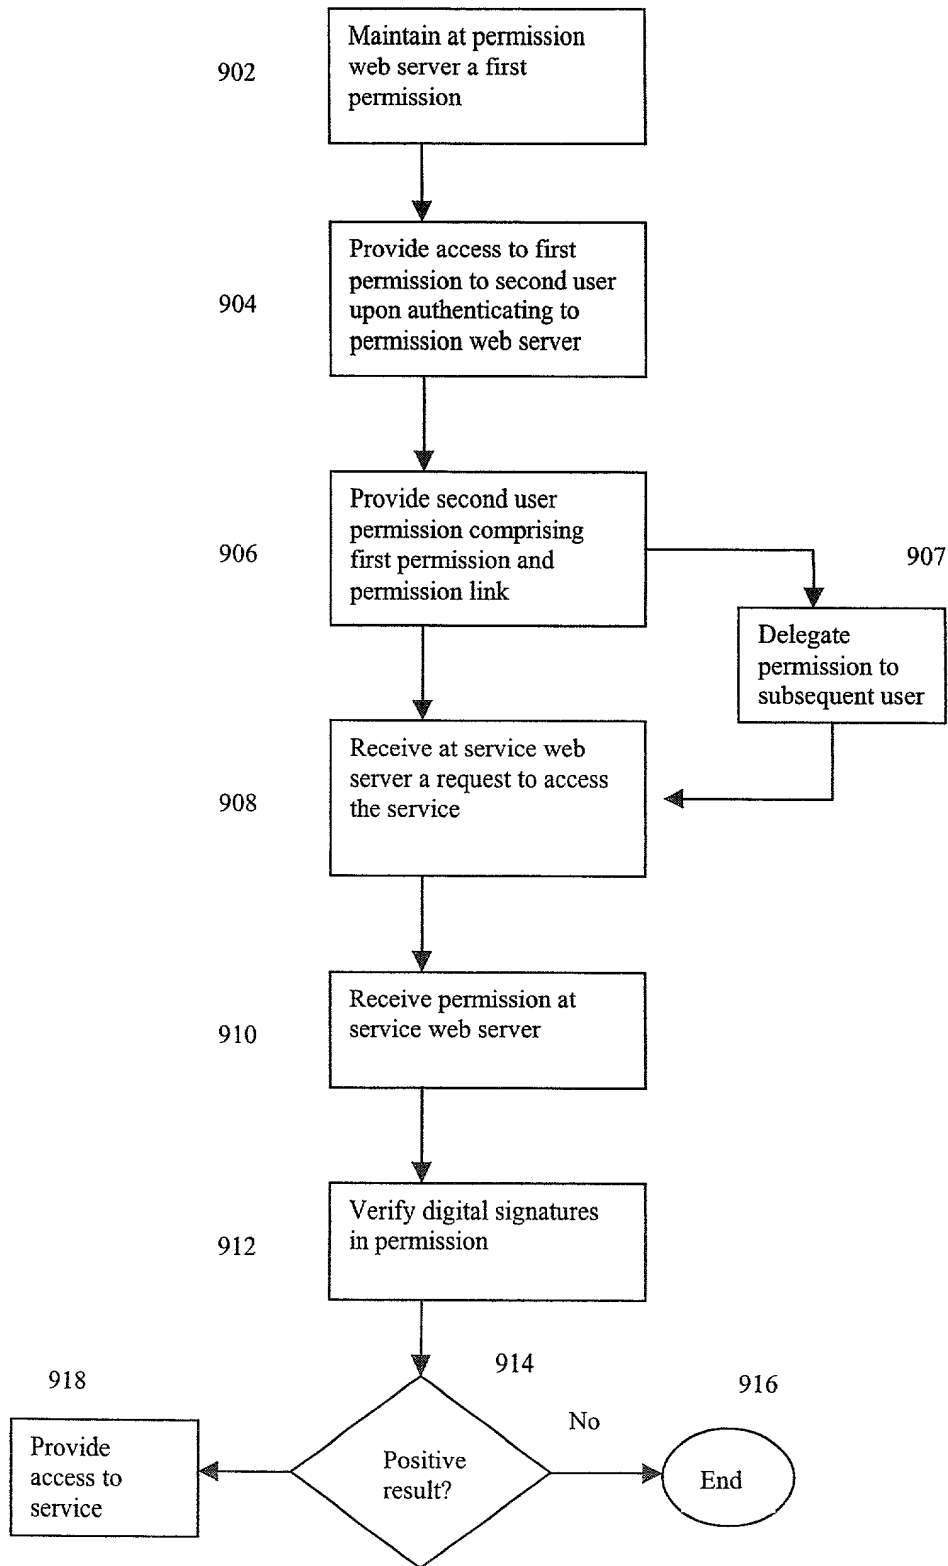 902
Maintain at permission
web server a first
permission
904
Provide access to first
permission to second user
upon authenticating to
permission web server
906
Provide second user
permission comprising
first permission and
permission link
907
Delegate
permission to
subsequent user
908
Receive at service web
server a request to access
the service
910
Receive permission at
service web server
912
Verify digital signatures
in permission
914
Positive
result?
No
916
End
918
Provide
access to
service